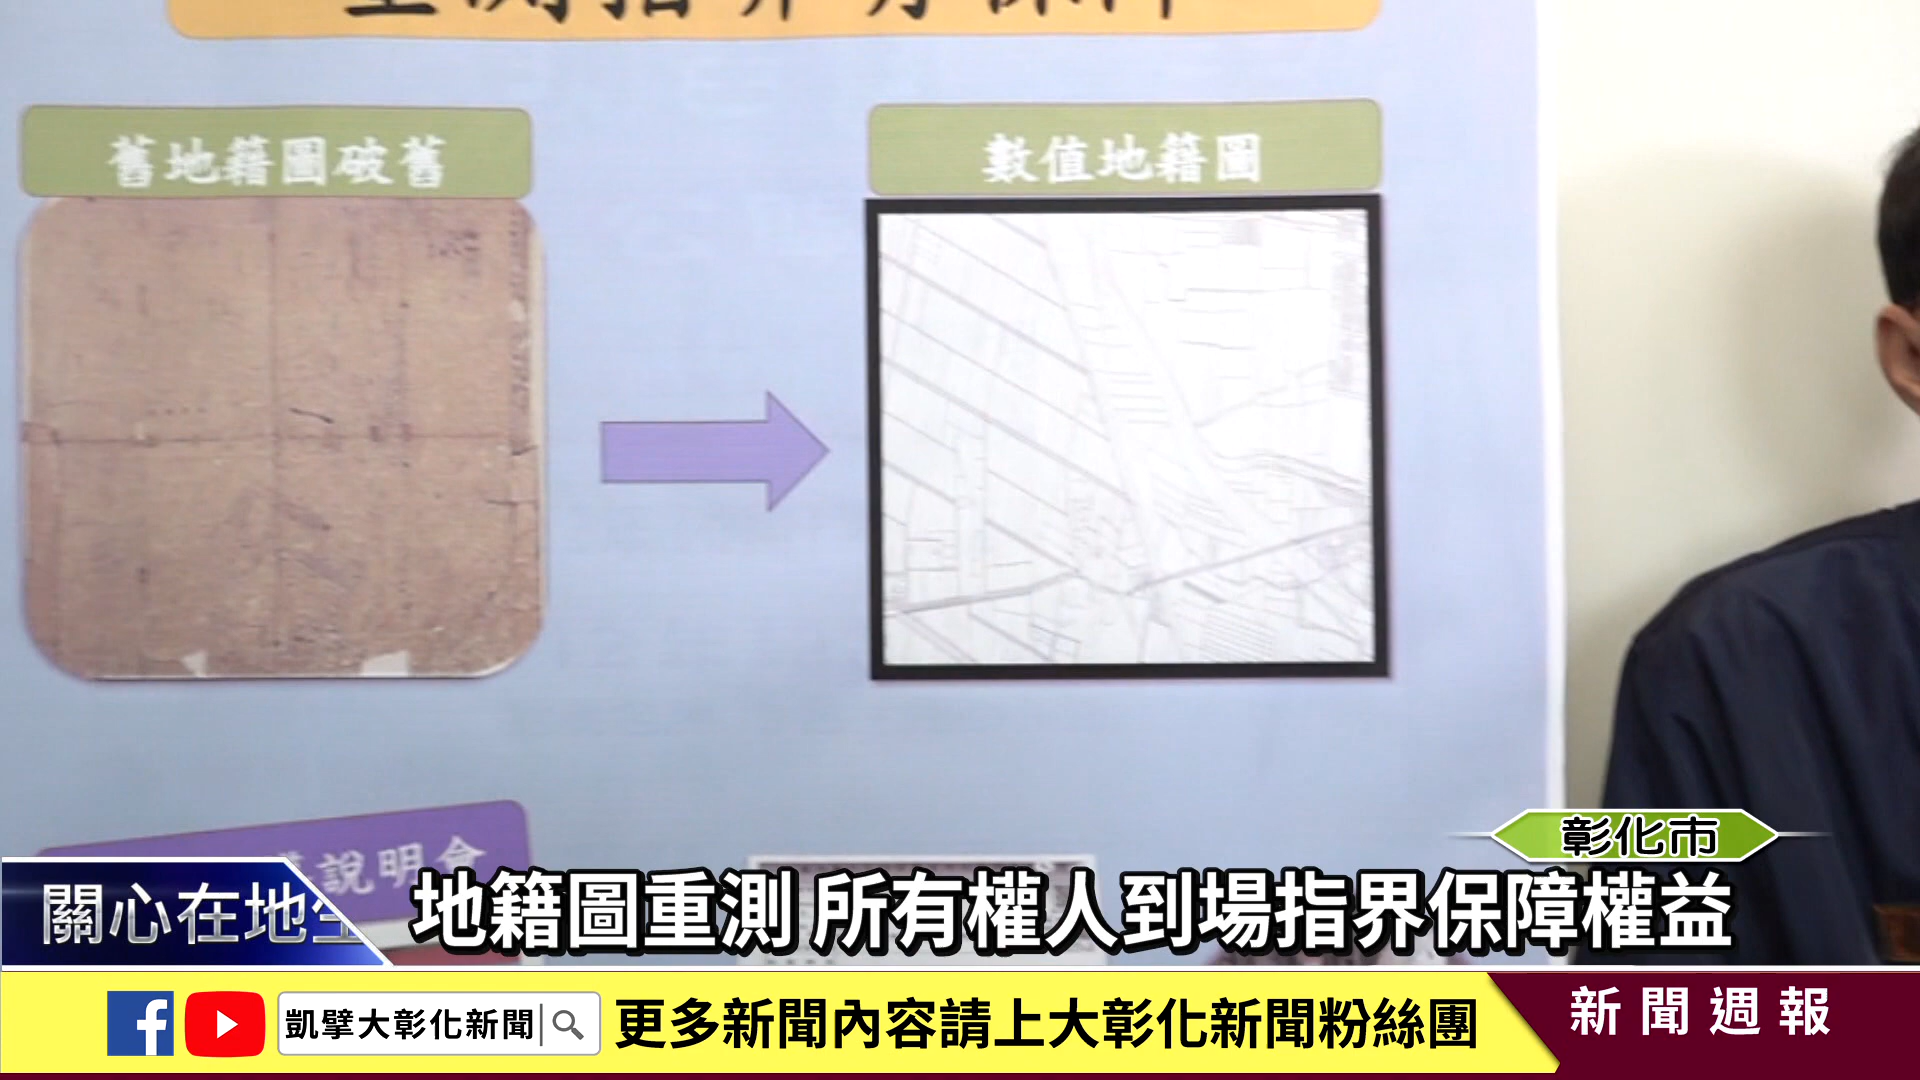 舊地籍圖破舊
數值地籍圖
彰化市
說明會
關心在地
地籍圖重測 所有權人到場指界保障權益
凱擘大彰化新聞
更多新聞內容請上大彰化新聞粉絲團
新聞週報